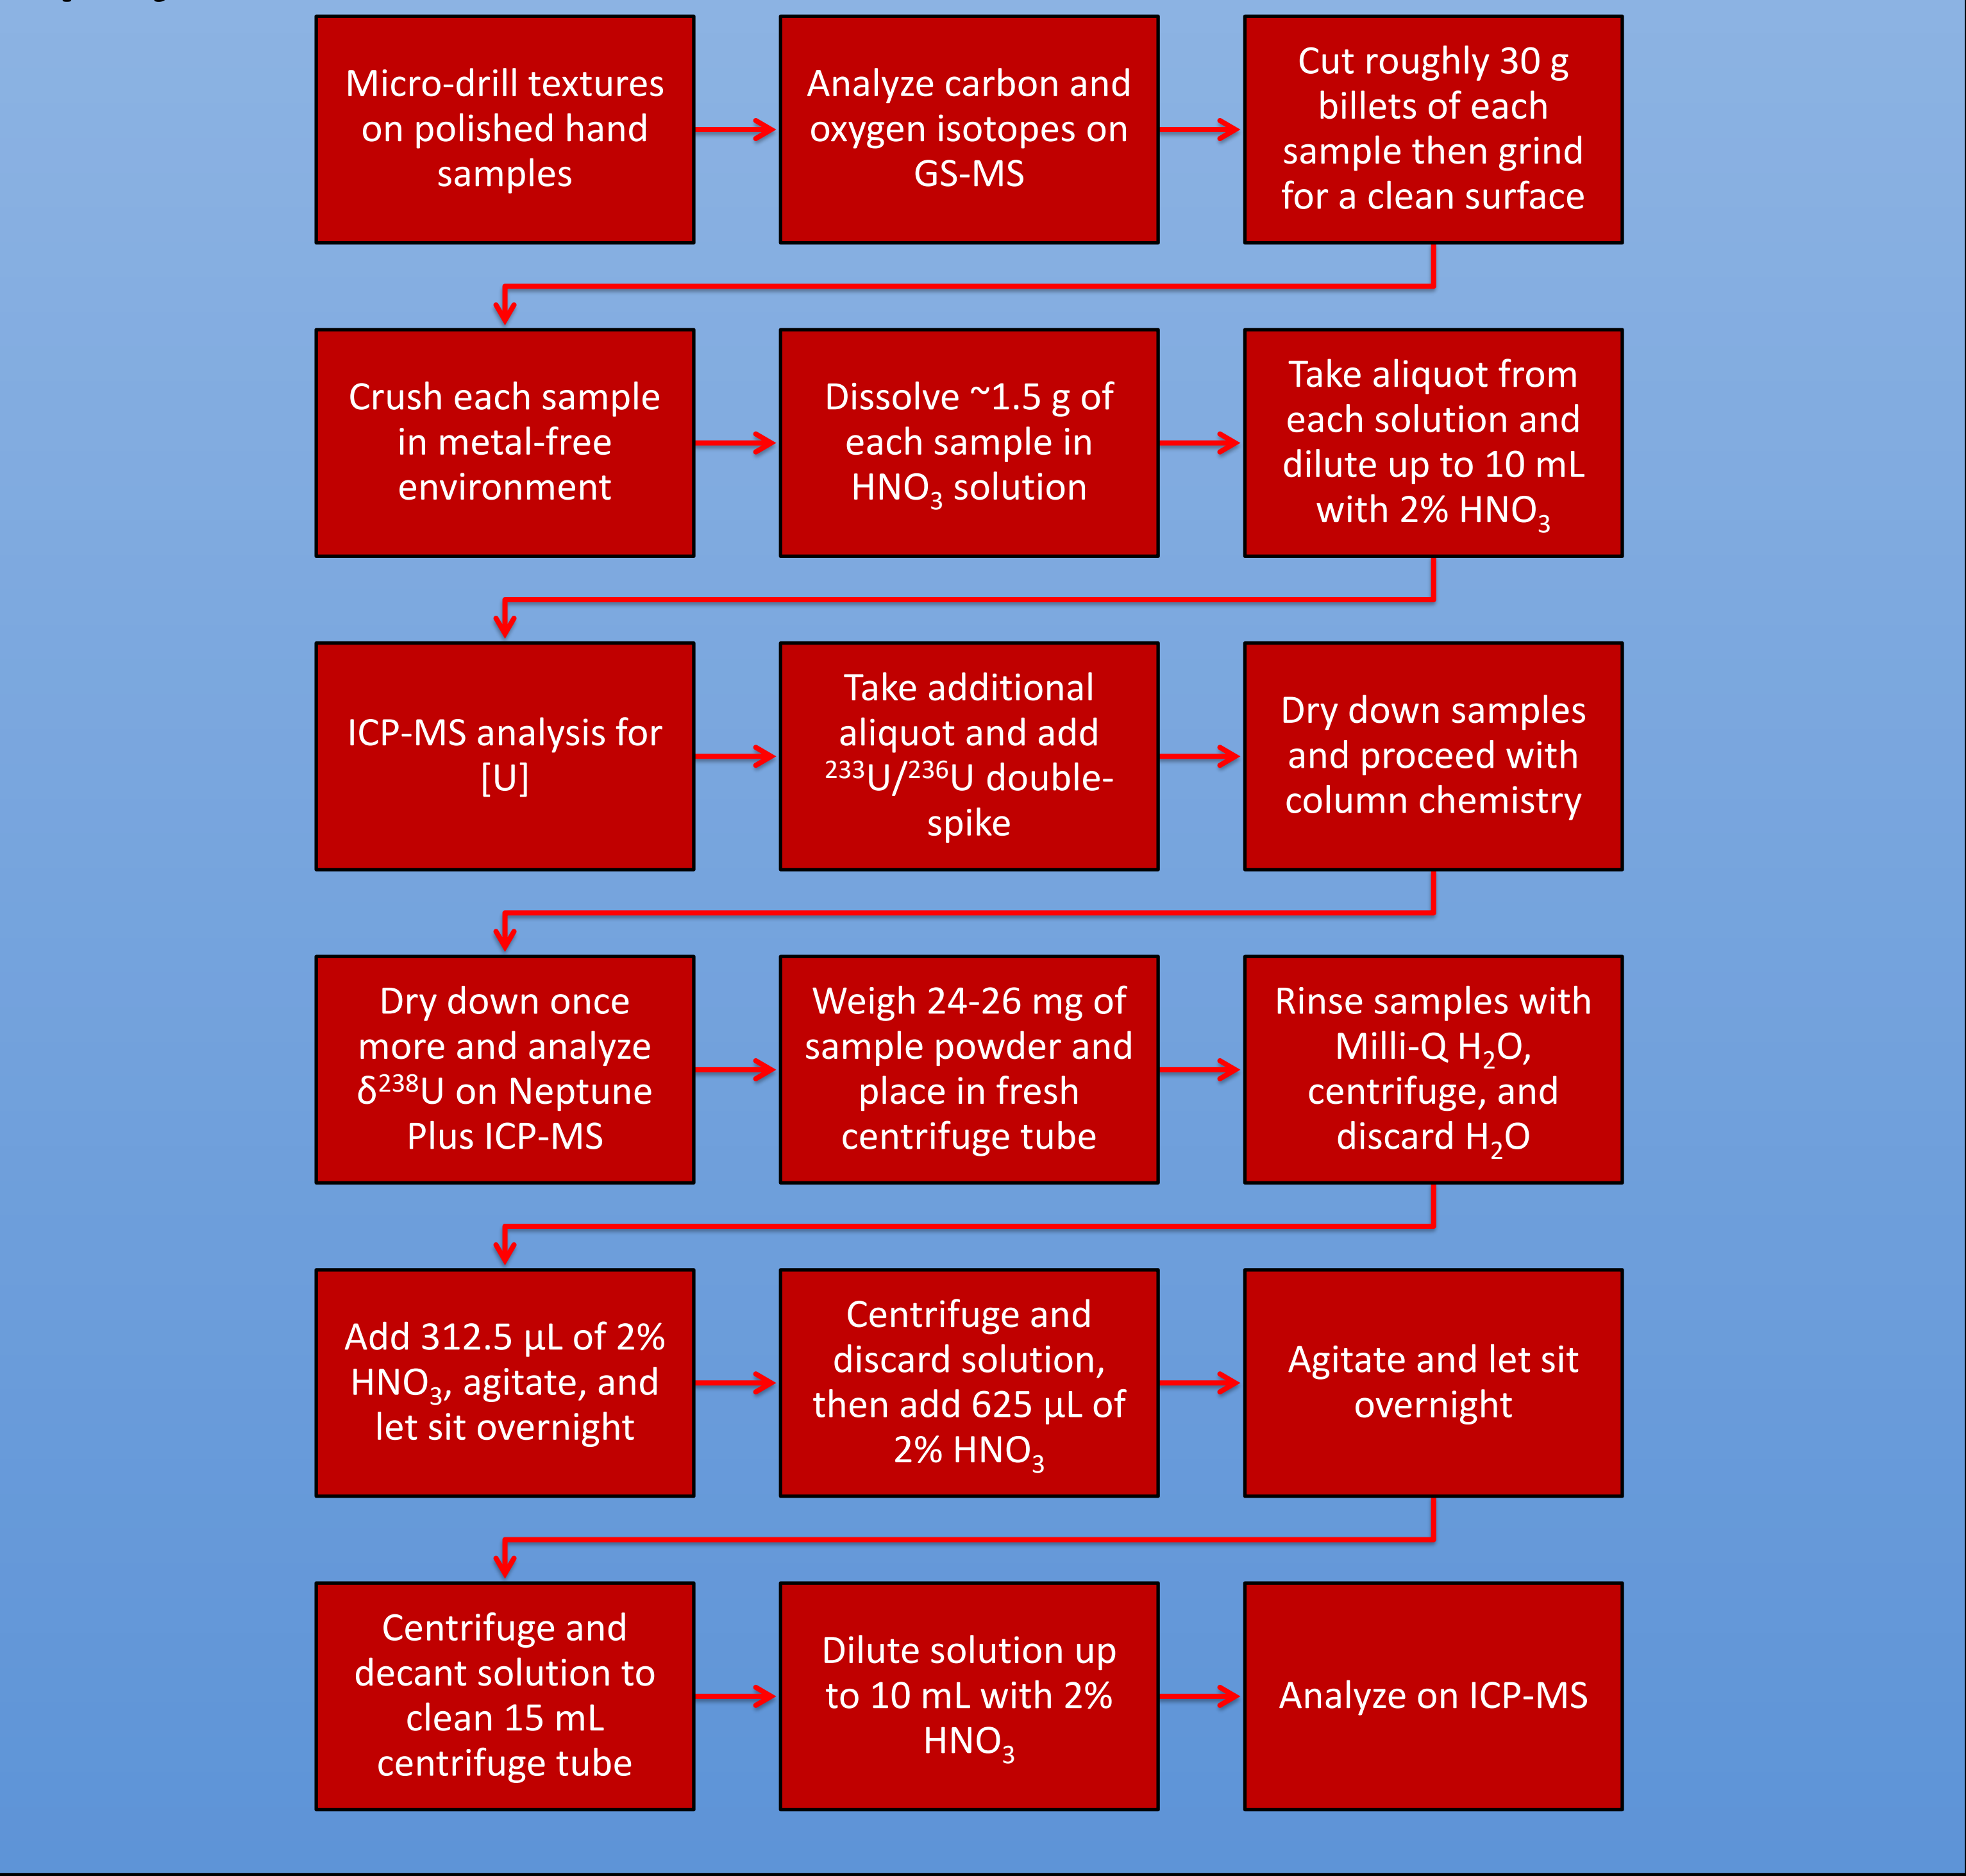 Micro-drill textures
on polished hand
samples
Analyze carbon and
oxygen isotopes on
GS-MS
Cut roughly 30 g
billets of each
sample then grind
for a clean surface
Crush each sample
in metal-free
environment
Dissolve ~1.5 g of
each sample in
HNO₃ solution
Take aliquot from
each solution and
dilute up to 10 mL
with 2% HNO₃
ICP-MS analysis for
[U]
Take additional
aliquot and add
²³³U/²³⁶U double-
spike
Dry down samples
and proceed with
column chemistry
Dry down once
more and analyze
δ²³⁸U on Neptune
Plus ICP-MS
Weigh 24-26 mg of
sample powder and
place in fresh
centrifuge tube
Rinse samples with
Milli-Q H₂O,
centrifuge, and
discard H₂O
Add 312.5 μL of 2%
HNO₃, agitate, and
let sit overnight
Centrifuge and
discard solution,
then add 625 μL of
2% HNO₃
Agitate and let sit
overnight
Centrifuge and
decant solution to
clean 15 mL
centrifuge tube
Dilute solution up
to 10 mL with 2%
HNO₃
Analyze on ICP-MS